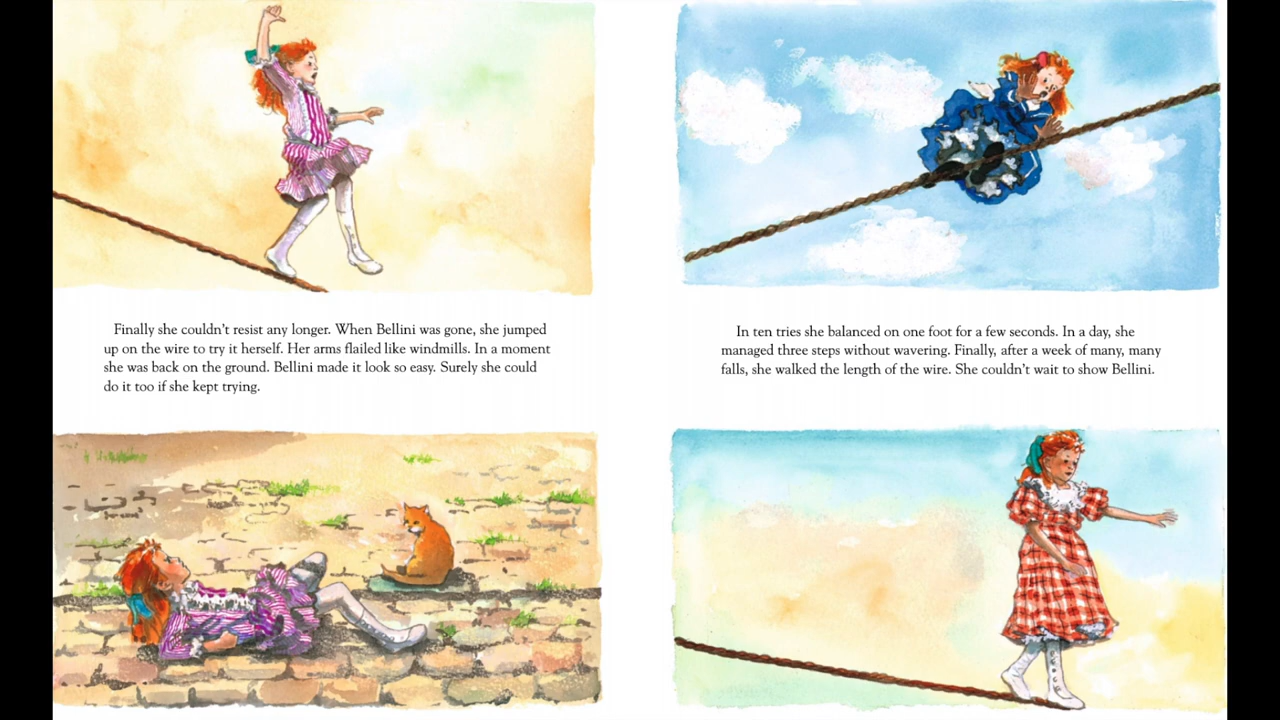 Finally she couldn’t resist any longer. When Bellini was gone, she jumped
up on the wire to try it herself. Her arms flailed like windmills. In a moment
she was back on the ground. Bellini made it look so easy. Surely she could
do it too if she kept trying.
In ten tries she balanced on one foot for a few seconds. In a day, she
managed three steps without wavering. Finally, after a week of many, many
falls, she walked the length of the wire. She couldn’t wait to show Bellini.